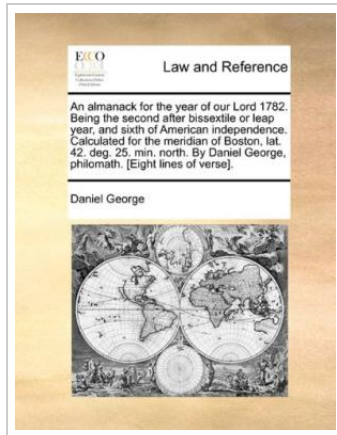 ECCO
Law and Reference
An almanack for the year of our Lord 1782.
Being the second after bissextile or leap
year, and sixth of American independence.
Calculated for the meridian of Boston, lat.
42. deg. 25. min. north. By Daniel George,
philomath. [Eight lines of verse].
Daniel George